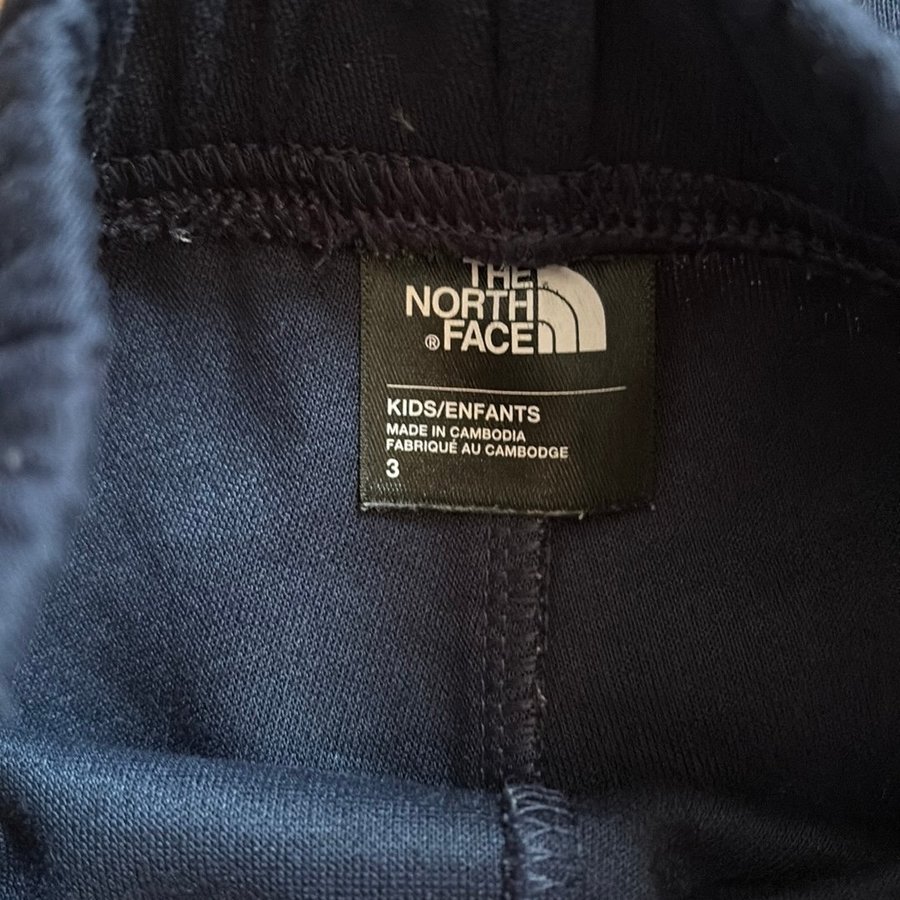 THE
NORTH
® FACE
KIDS/ENFANTS
MADE IN CAMBODIA
FABRIQUÉ AU CAMBODGE
3